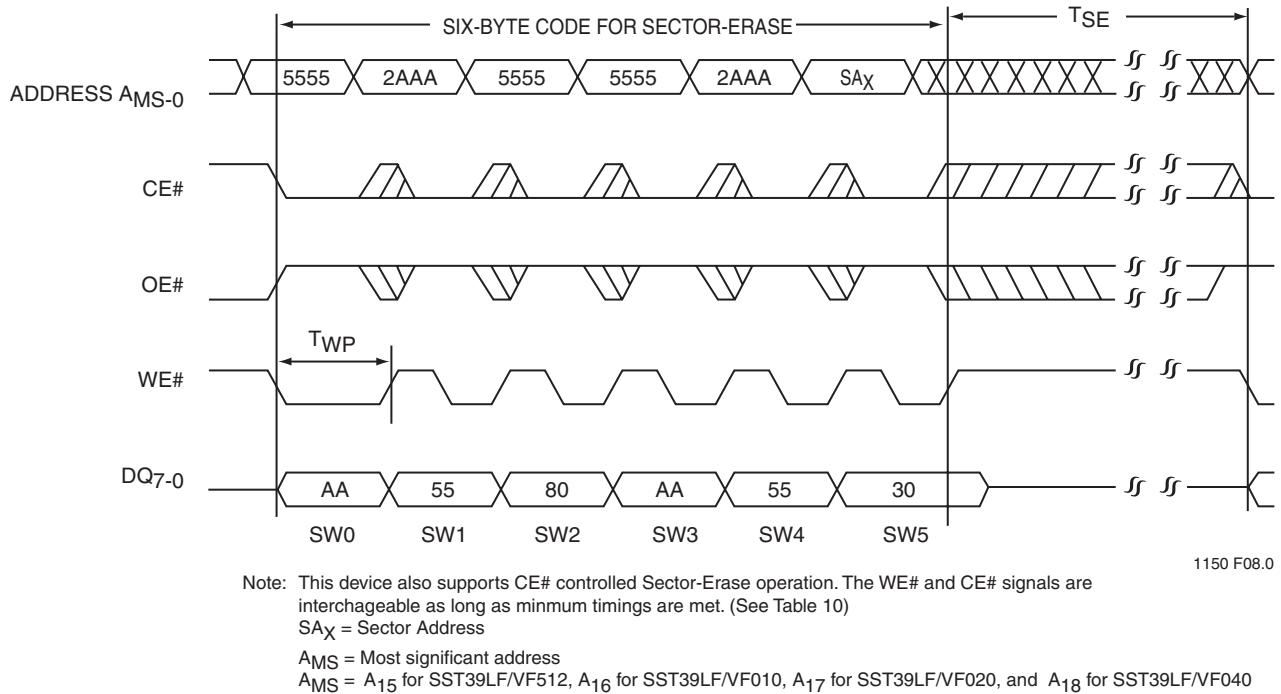 SIX-BYTE CODE FOR SECTOR-ERASE TSE
ADDRESS AMS-0 5555 2AAA 5555 5555 2AAA SAX
CE#
OE#
TWP
WE#
DQ7-0 AA 55 80 AA 55 30
SW0 SW1 SW2 SW3 SW4 SW5
1150 F08.0
Note: This device also supports CE# controlled Sector-Erase operation. The WE# and CE# signals are
interchageable as long as minmum timings are met. (See Table 10)
SAX = Sector Address
AMS = Most significant address
AMS = A15 for SST39LF/VF512, A16 for SST39LF/VF010, A17 for SST39LF/VF020, and A18 for SST39LF/VF040